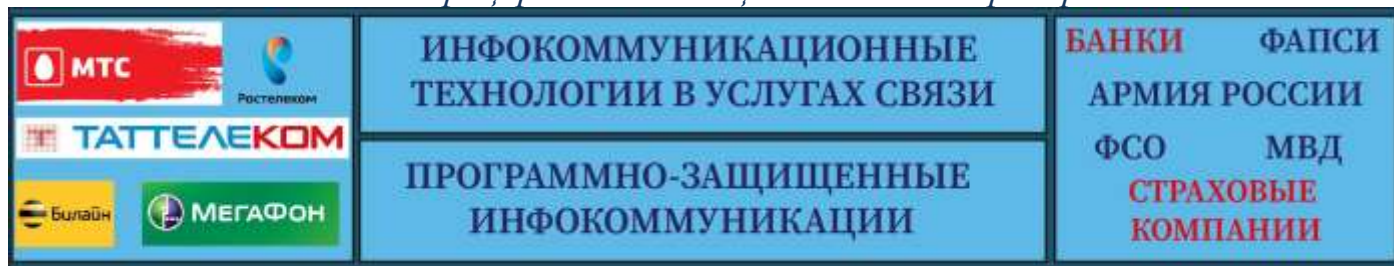 МТС
Ростелеком
ТАТТЕЛЕКОМ
Билайн
МЕГАФОН
ИНФОКОММУНИКАЦИОННЫЕ
ТЕХНОЛОГИИ В УСЛУГАХ СВЯЗИ
ПРОГРАММНО-ЗАЩИЩЕННЫЕ
ИНФОКОММУНИКАЦИИ
БАНКИ ФАПСИ
АРМИЯ РОССИИ
ФСО МВД
СТРАХОВЫЕ
КОМПАНИИ